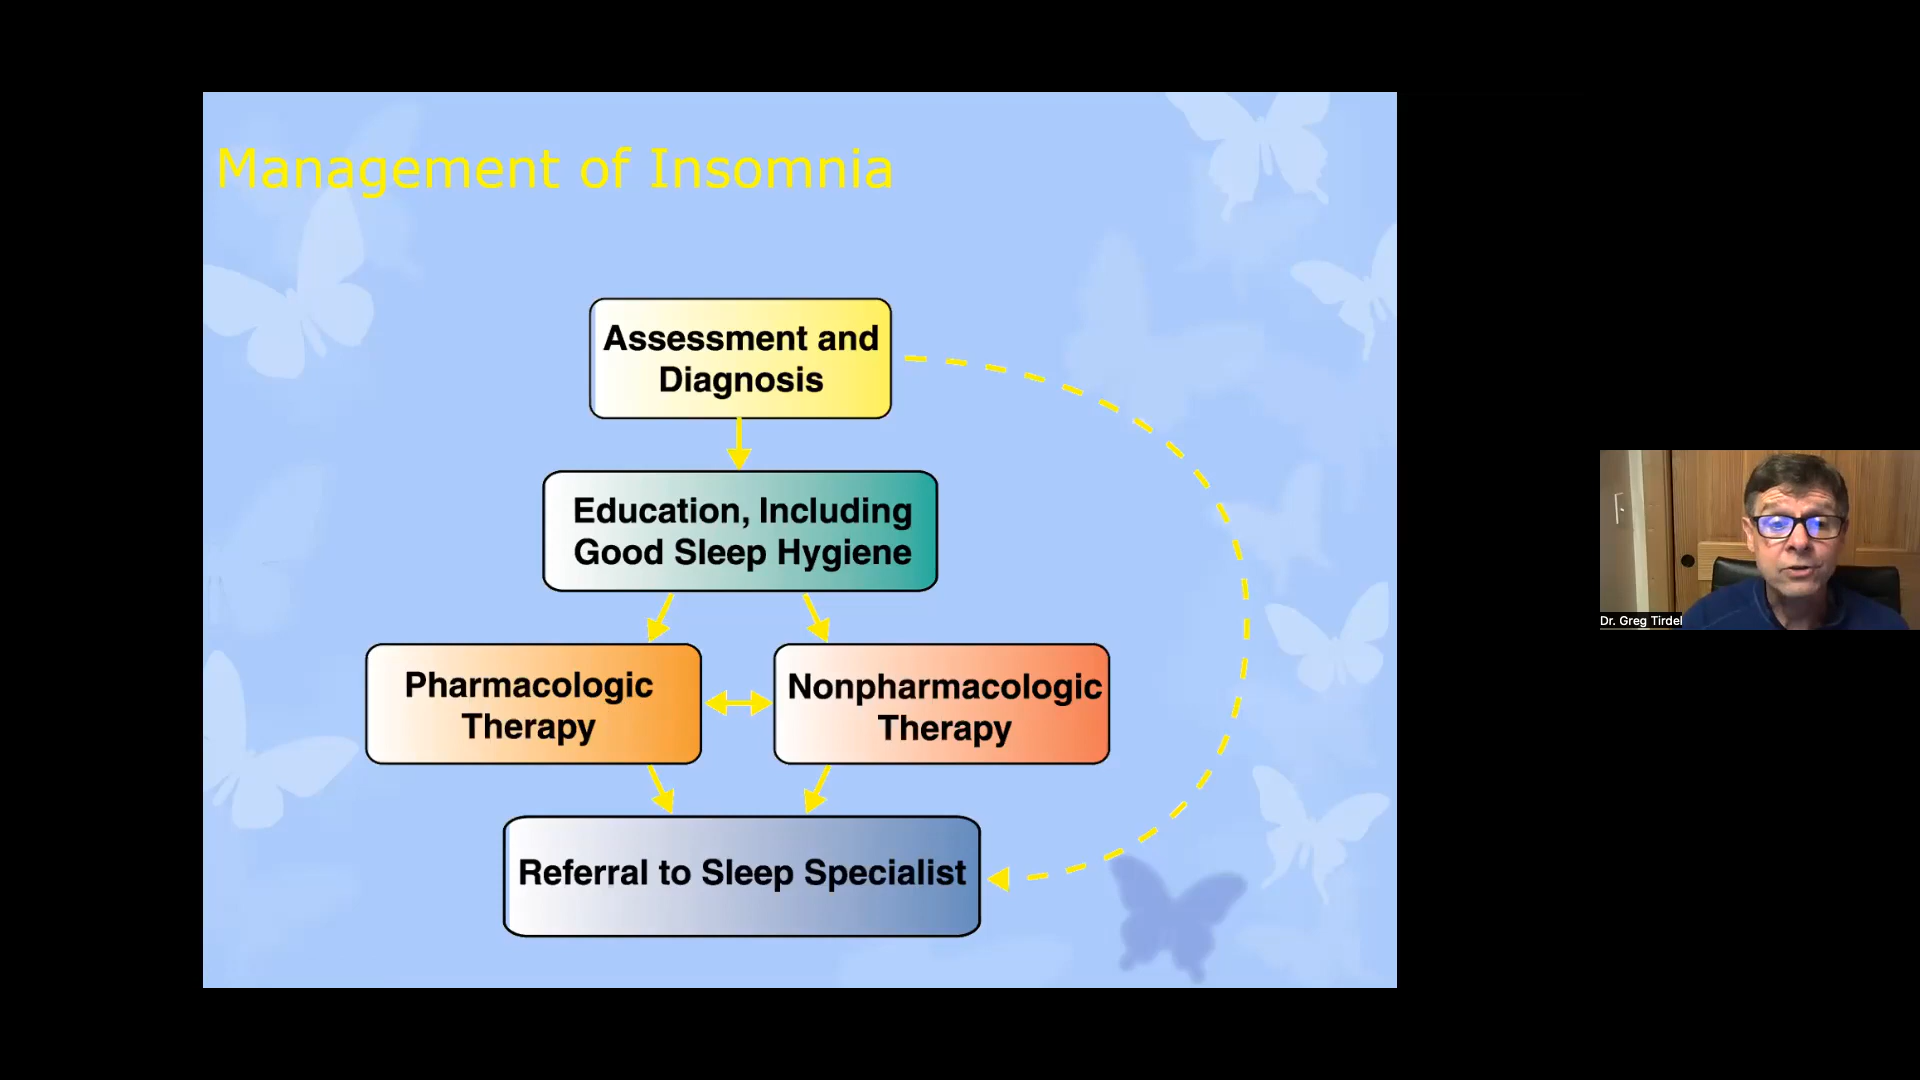 Management of Insomnia
Assessment and
Diagnosis
Education, Including
Good Sleep Hygiene
Pharmacologic
Therapy
Nonpharmacologic
Therapy
Referral to Sleep Specialist
Dr. Greg Tirdel